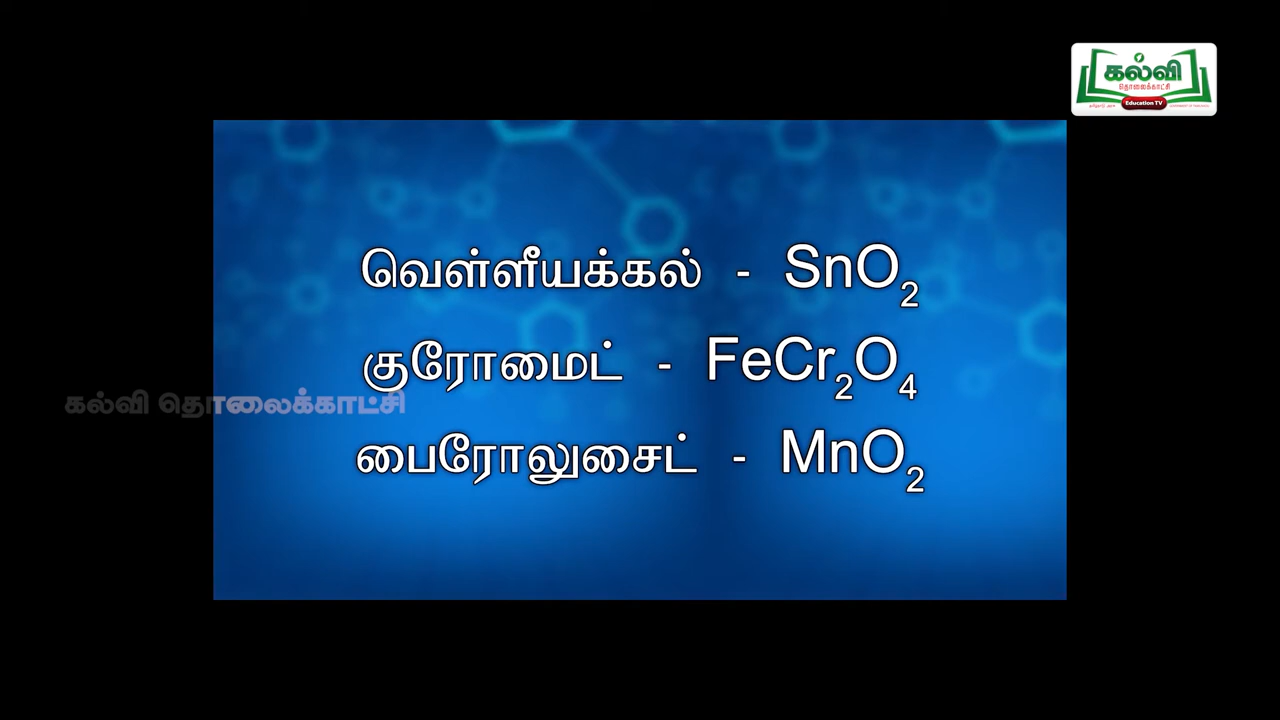 கல்வி
தொலைக்காட்சி
Education TV
வெள்ளீயக்கல் - SnO₂
குரோமைட் - FeCr₂O₄
கல்வி தொலைக்காட்சி
பைரோலுசைட் - MnO₂